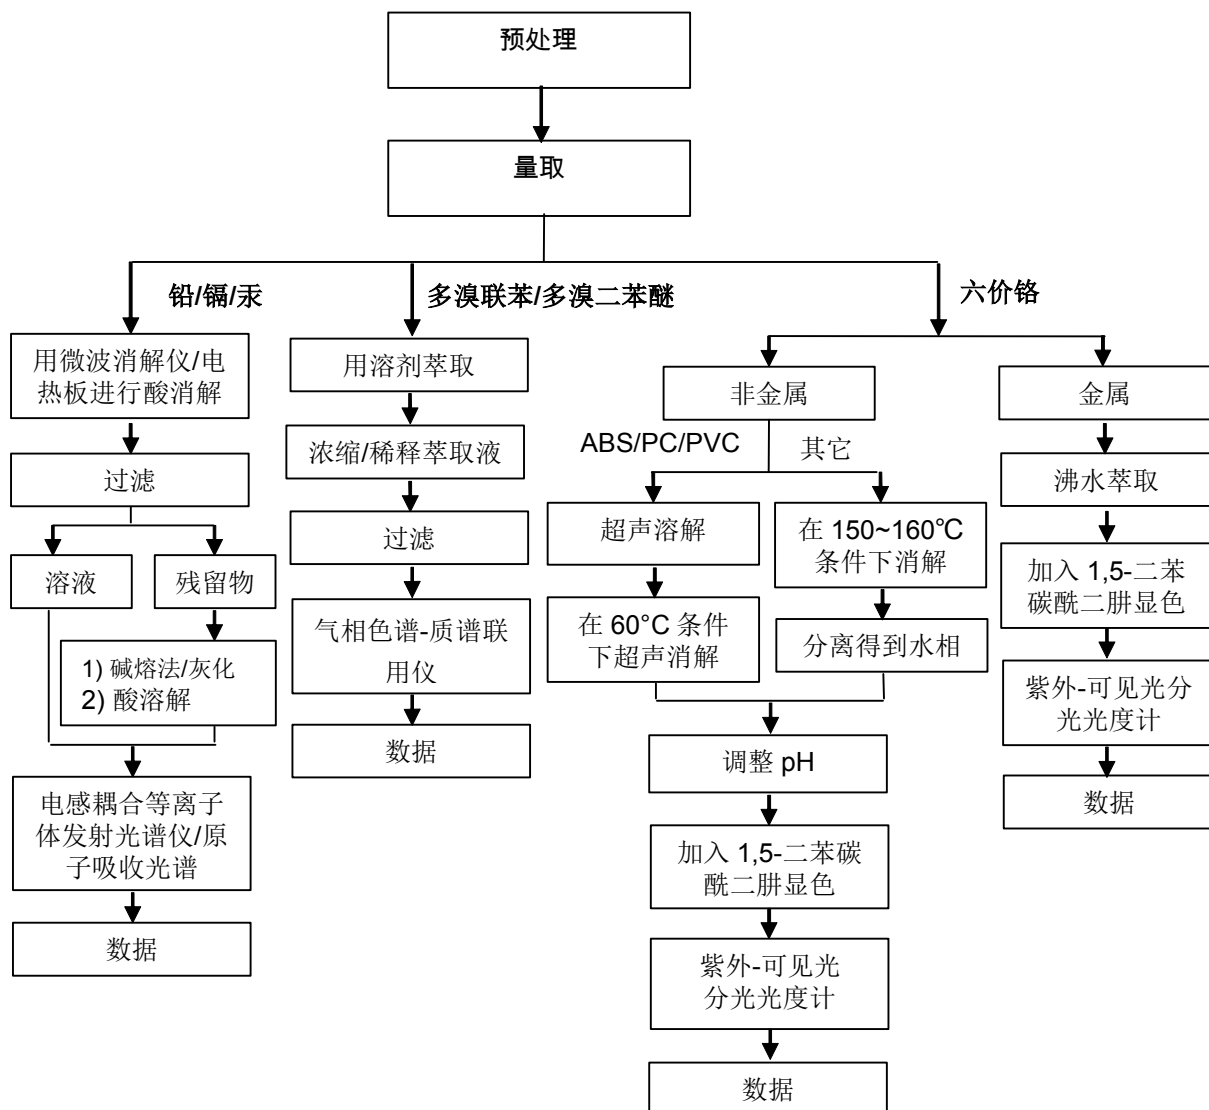 预处理
量取
铅/镉/汞
多溴联苯/多溴二苯醚
六价铬
用微波消解仪/电
热板进行酸消解
过滤
溶液
残留物
1) 碱熔法/灰化
2) 酸溶解
电感耦合等离子
体发射光谱仪/原
子吸收光谱
数据
用溶剂萃取
浓缩/稀释萃取液
过滤
气相色谱-质谱联
用仪
数据
非金属
ABS/PC/PVC
其它
超声溶解
在 60°C 条件
下超声消解
在 150~160℃
条件下消解
分离得到水相
调整 pH
加入 1,5-二苯碳
酰二肼显色
紫外-可见光
分光光度计
数据
金属
沸水萃取
加入 1,5-二苯
碳酰二肼显色
紫外-可见光分
光光度计
数据